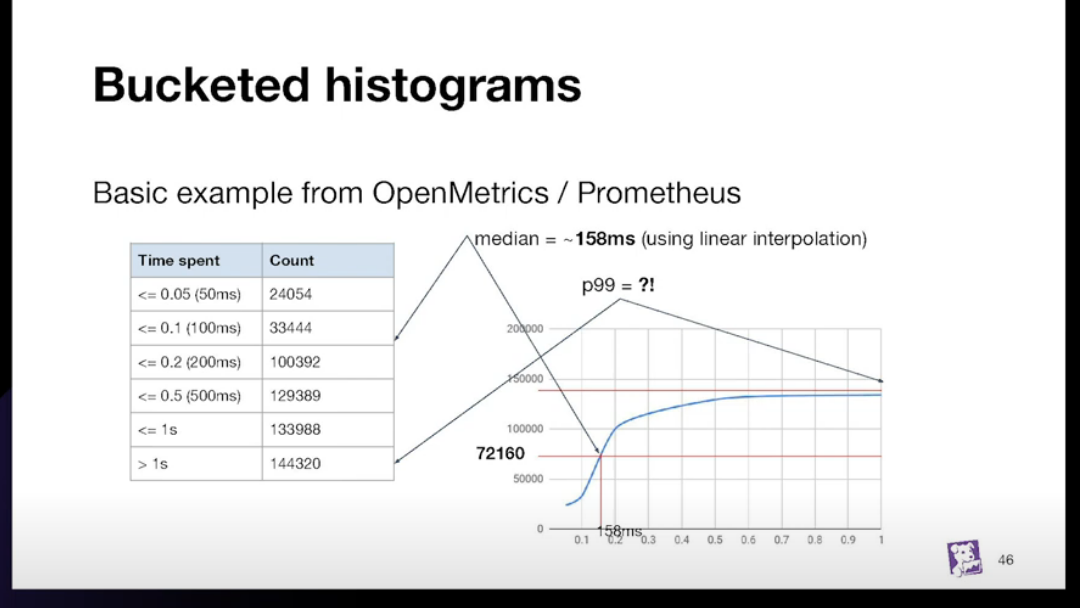 Bucketed histograms
Basic example from OpenMetrics / Prometheus
median = ~158ms (using linear interpolation)
p99 = ?!
Time spent Count
<= 0.05 (50ms) 24054
<= 0.1 (100ms) 33444
<= 0.2 (200ms) 100392
<= 0.5 (500ms) 129389
<= 1s 133988
> 1s 144320
200000
150000
100000
72160
50000
0
158ms
0.1 0.2 0.3 0.4 0.5 0.6 0.7 0.8 0.9 1
46